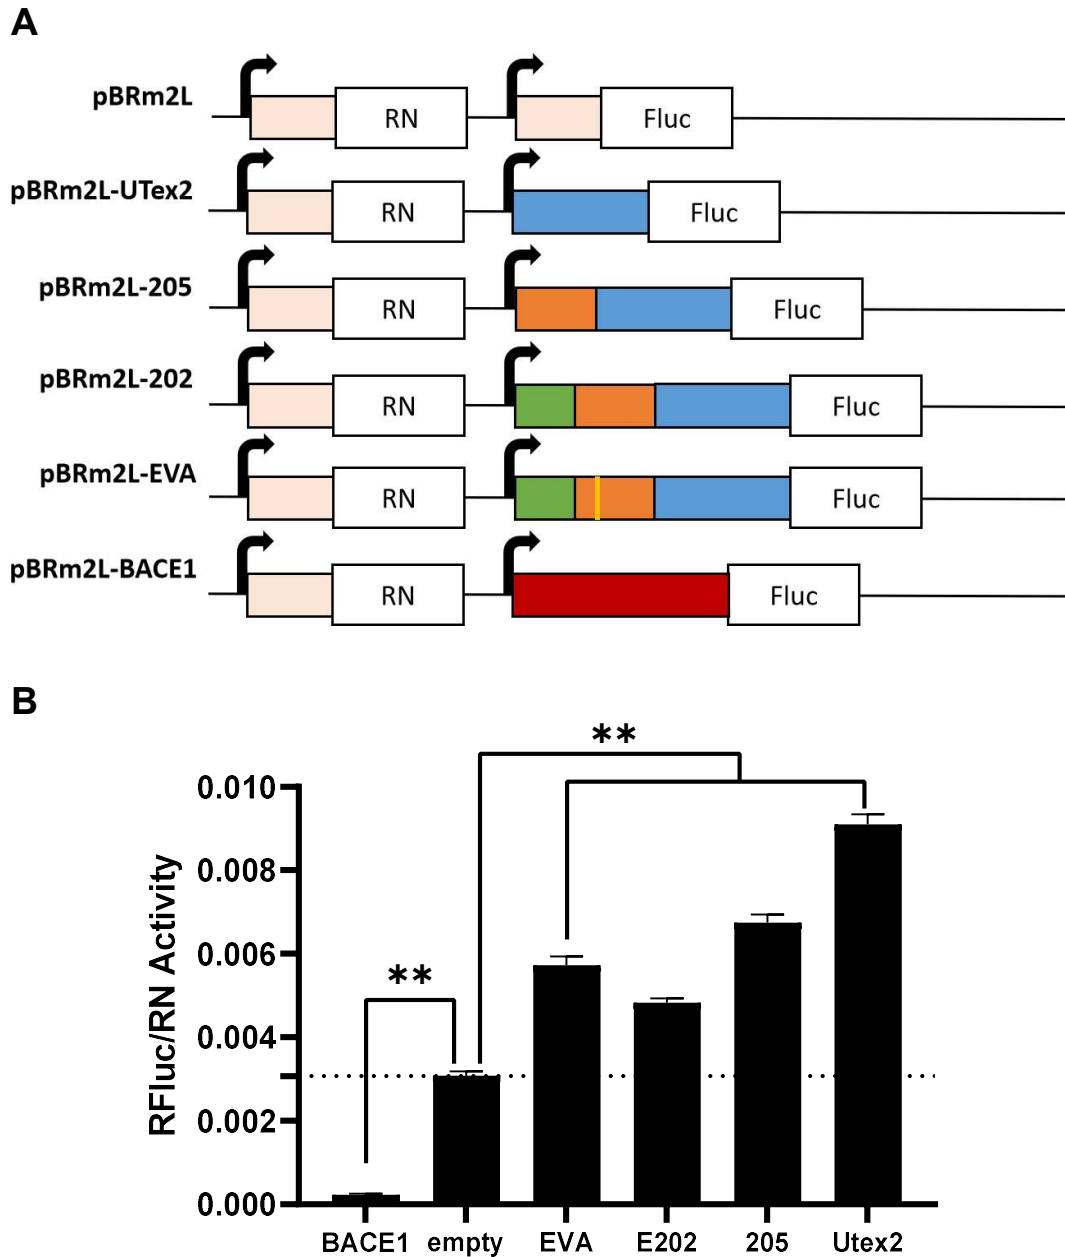 A
pBRm2L RN Fluc
pBRm2L-UTex2 RN Fluc
pBRm2L-205 RN Fluc
pBRm2L-202 RN Fluc
pBRm2L-EVA RN Fluc
pBRm2L-BACE1 RN Fluc
B
**
0.010
0.008
0.006
**
0.004
0.002
0.000
RFluc/RN Activity
BACE1 empty EVA E202 205 Utex2